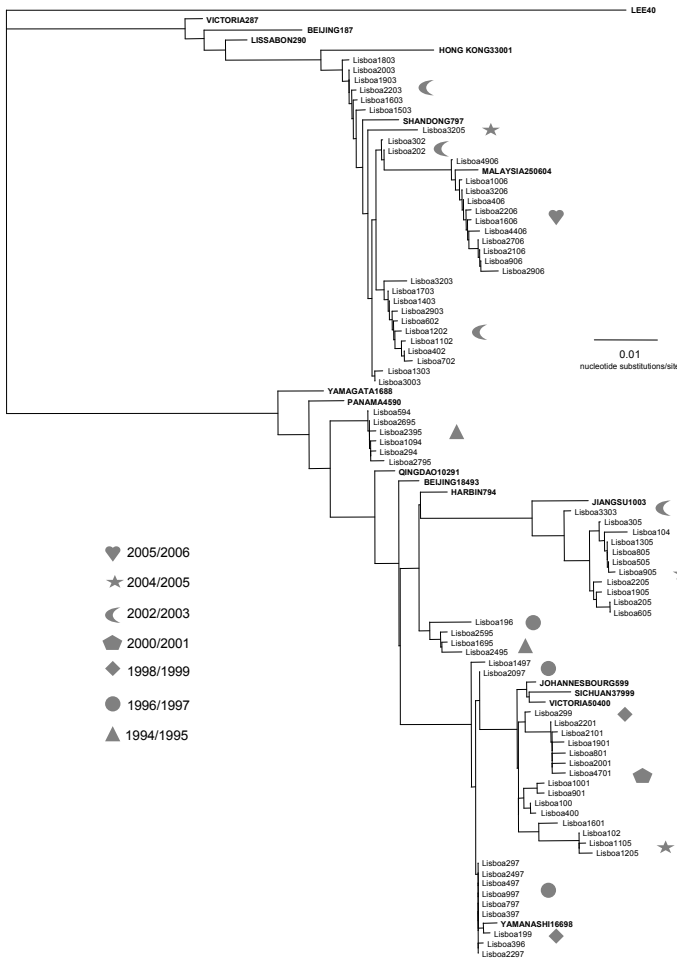 LEE40
VICTORIA287
BEIJING187
LISSABON290
HONG KONG33001
Lisboa1803
Lisboa2003
Lisboa1903
Lisboa2203
Lisboa1603
Lisboa1503
SHANDONG797
Lisboa3205
Lisboa302
Lisboa202
Lisboa4906
MALAYSIA250604
Lisboa1006
Lisboa3206
Lisboa406
Lisboa2206
Lisboa1606
Lisboa4406
Lisboa2706
Lisboa2106
Lisboa906
Lisboa2906
Lisboa3203
Lisboa1703
Lisboa1403
Lisboa2903
Lisboa602
Lisboa1202
Lisboa1102
Lisboa402
Lisboa702
Lisboa1303
Lisboa3003
0.01
nucleotide substitutions/site
YAMAGATA1688
PANAMA4590
Lisboa594
Lisboa2695
Lisboa2395
Lisboa1094
Lisboa294
Lisboa2795
QINGDAO10291
BEIJING18493
HARBIN794
JIANGSU1003
Lisboa3303
Lisboa305
Lisboa104
Lisboa1305
Lisboa805
Lisboa505
Lisboa905
Lisboa2205
Lisboa1905
Lisboa205
Lisboa605
Lisboa196
Lisboa2595
Lisboa1695
Lisboa2495
Lisboa1497
Lisboa2097
JOHANNESBOURG599
SICHUAN37999
VICTORIA50400
Lisboa299
Lisboa2201
Lisboa2101
Lisboa1901
Lisboa801
Lisboa2001
Lisboa4701
Lisboa1001
Lisboa901
Lisboa100
Lisboa400
Lisboa1601
Lisboa102
Lisboa1105
Lisboa1205
Lisboa297
Lisboa2497
Lisboa497
Lisboa997
Lisboa797
Lisboa397
YAMANASHI16698
Lisboa199
Lisboa396
Lisboa2297
2005/2006
2004/2005
2002/2003
2000/2001
1998/1999
1996/1997
1994/1995